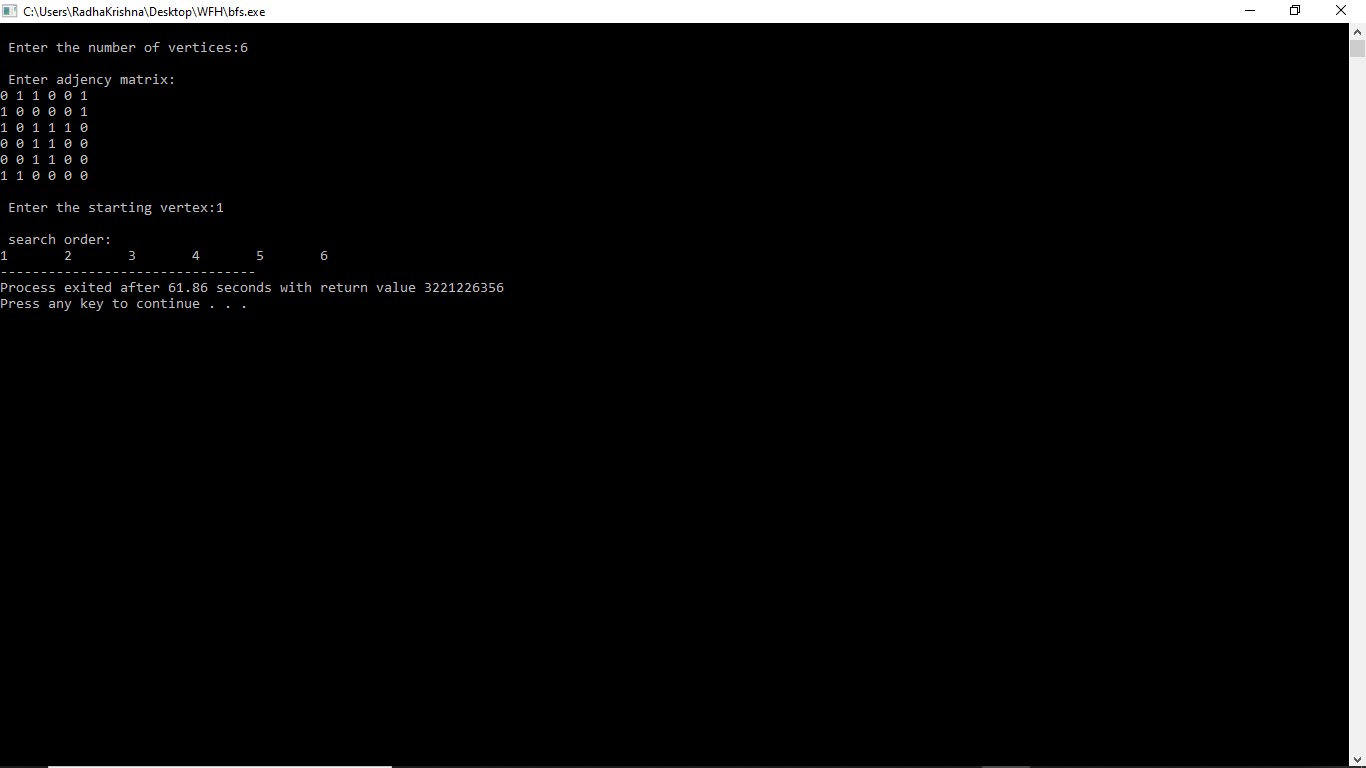 C:\Users\RadhaKrishna\Desktop\WFH\bfs.exe
Enter the number of vertices:6
Enter adjency matrix:
0 1 1 0 0 1
1 0 0 0 0 1
1 0 1 1 1 0
0 0 1 1 0 0
0 0 1 1 0 0
1 1 0 0 0 0
Enter the starting vertex:1
search order:
1 2 3 4 5 6
--------------------------------
Process exited after 61.86 seconds with return value 3221226356
Press any key to continue . . .